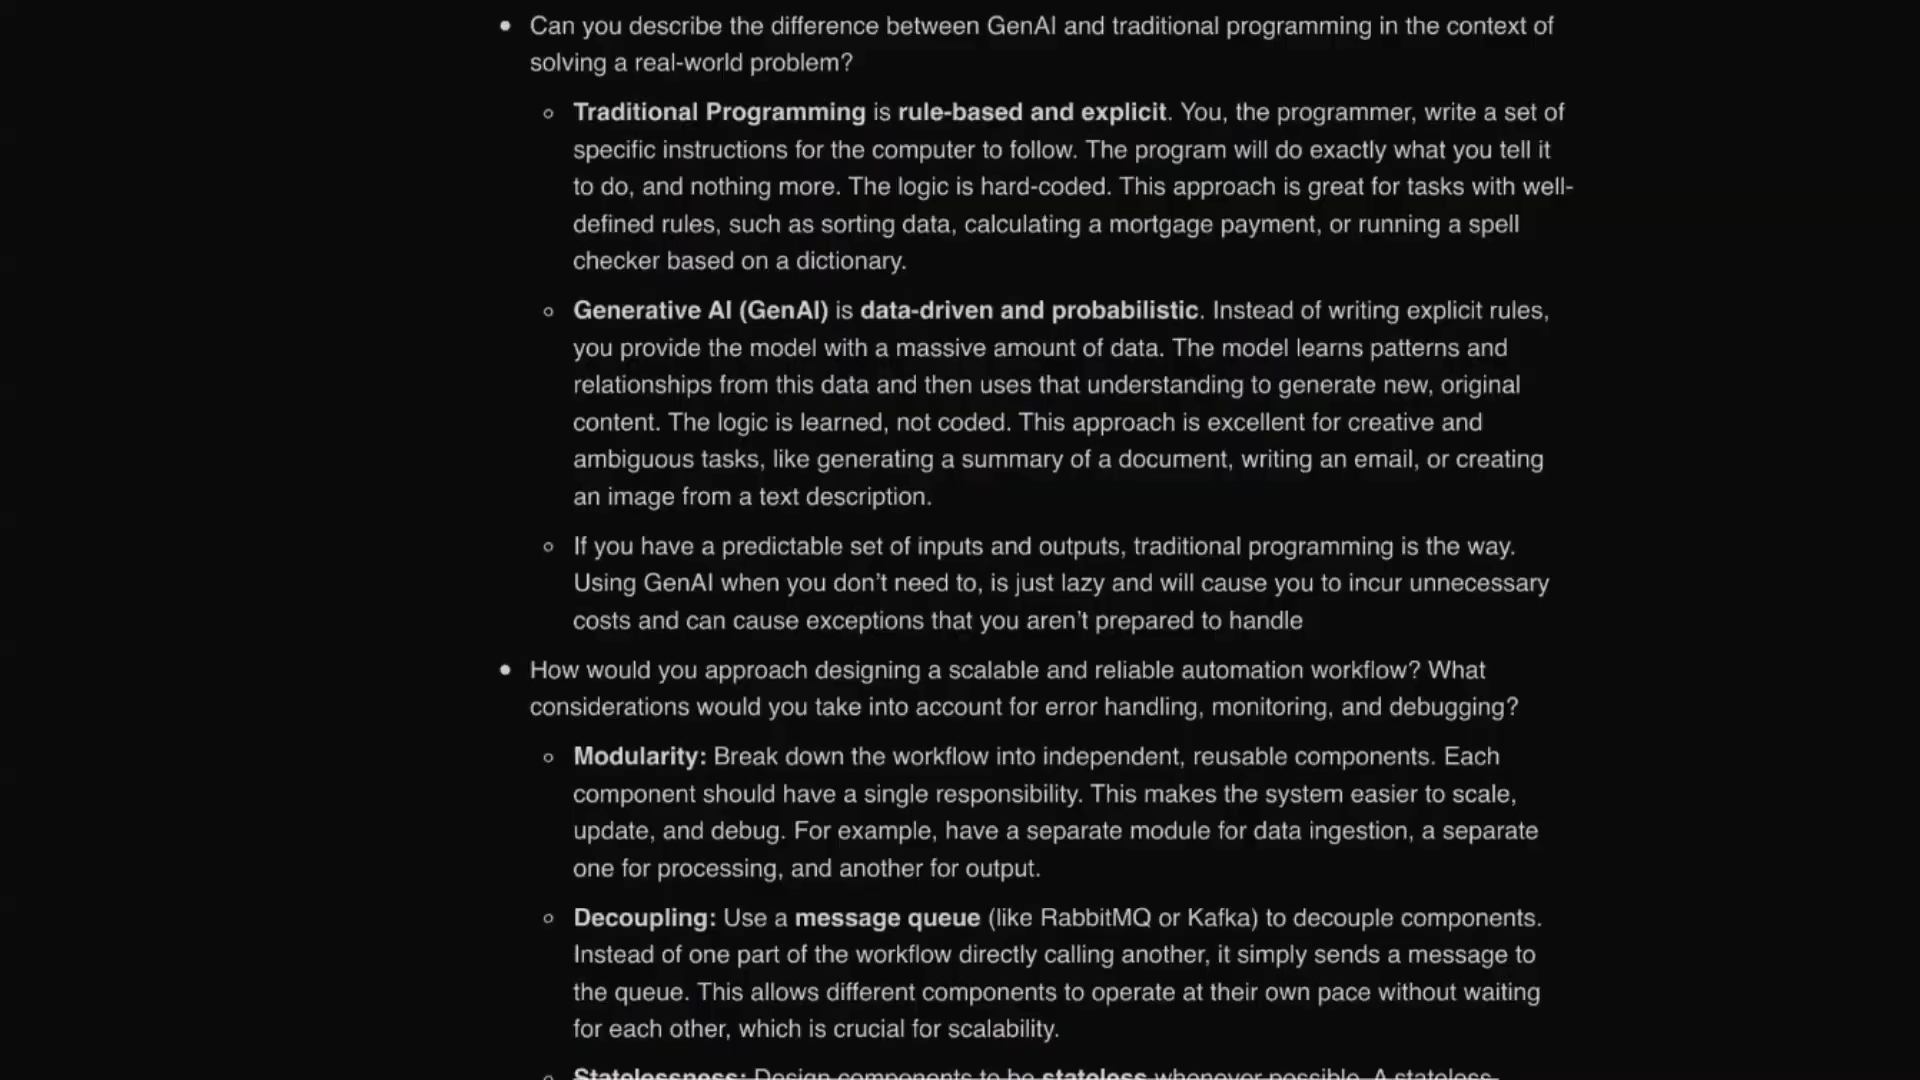 • Can you describe the difference between GenAI and traditional programming in the context of
solving a real-world problem?
◦ Traditional Programming is rule-based and explicit. You, the programmer, write a set of
specific instructions for the computer to follow. The program will do exactly what you tell it
to do, and nothing more. The logic is hard-coded. This approach is great for tasks with well-
defined rules, such as sorting data, calculating a mortgage payment, or running a spell
checker based on a dictionary.
◦ Generative AI (GenAI) is data-driven and probabilistic. Instead of writing explicit rules,
you provide the model with a massive amount of data. The model learns patterns and
relationships from this data and then uses that understanding to generate new, original
content. The logic is learned, not coded. This approach is excellent for creative and
ambiguous tasks, like generating a summary of a document, writing an email, or creating
an image from a text description.
◦ If you have a predictable set of inputs and outputs, traditional programming is the way.
Using GenAI when you don’t need to, is just lazy and will cause you to incur unnecessary
costs and can cause exceptions that you aren’t prepared to handle
• How would you approach designing a scalable and reliable automation workflow? What
considerations would you take into account for error handling, monitoring, and debugging?
◦ Modularity: Break down the workflow into independent, reusable components. Each
component should have a single responsibility. This makes the system easier to scale,
update, and debug. For example, have a separate module for data ingestion, a separate
one for processing, and another for output.
◦ Decoupling: Use a message queue (like RabbitMQ or Kafka) to decouple components.
Instead of one part of the workflow directly calling another, it simply sends a message to
the queue. This allows different components to operate at their own pace without waiting
for each other, which is crucial for scalability.
◦ Statelessness: Design components to be stateless whenever possible. A stateless